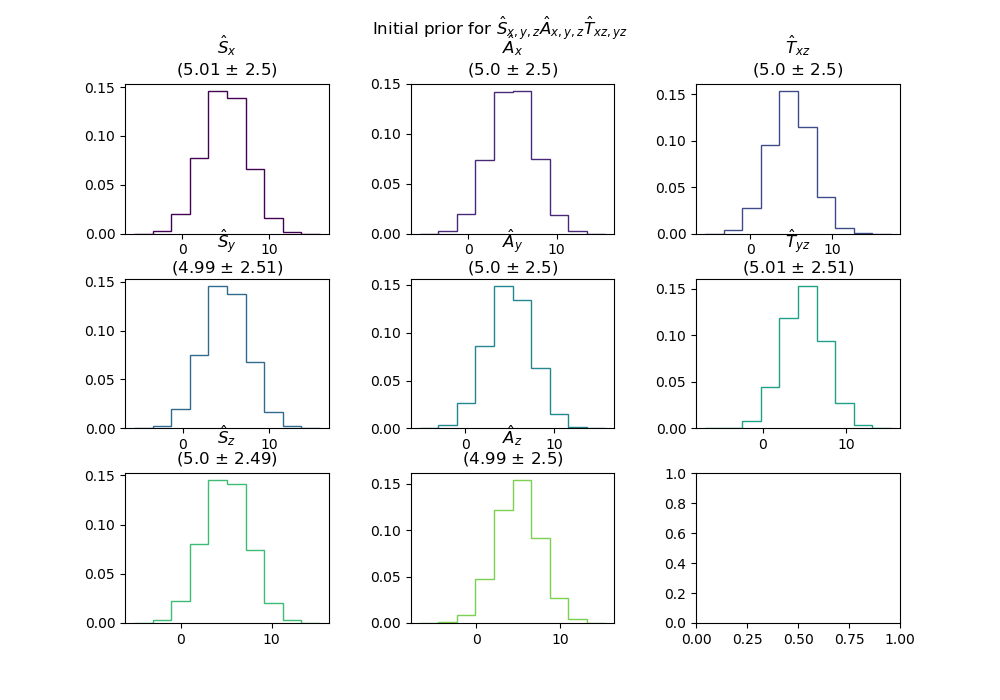 Initial prior for Ŝ_{x,y,z}Â_{x,y,z}T̂_{xz,yz}
Ŝ_x
(5.01 ± 2.5)
Â_x
(5.0 ± 2.5)
T̂_{xz}
(5.0 ± 2.5)
0.15
0.10
0.05
0.00
0 10
0.15
0.10
0.05
0.00
0 10
0.15
0.10
0.05
0.00
0 10
Ŝ_y
(4.99 ± 2.51)
Â_y
(5.0 ± 2.5)
T̂_{yz}
(5.01 ± 2.51)
0.15
0.10
0.05
0.00
0 10
0.15
0.10
0.05
0.00
0 10
0.15
0.10
0.05
0.00
0 10
Ŝ_z
(5.0 ± 2.49)
Â_z
(4.99 ± 2.5)
0.15
0.10
0.05
0.00
0 10
0.15
0.10
0.05
0.00
0 10
1.0
0.8
0.6
0.4
0.2
0.0
0.00 0.25 0.50 0.75 1.00